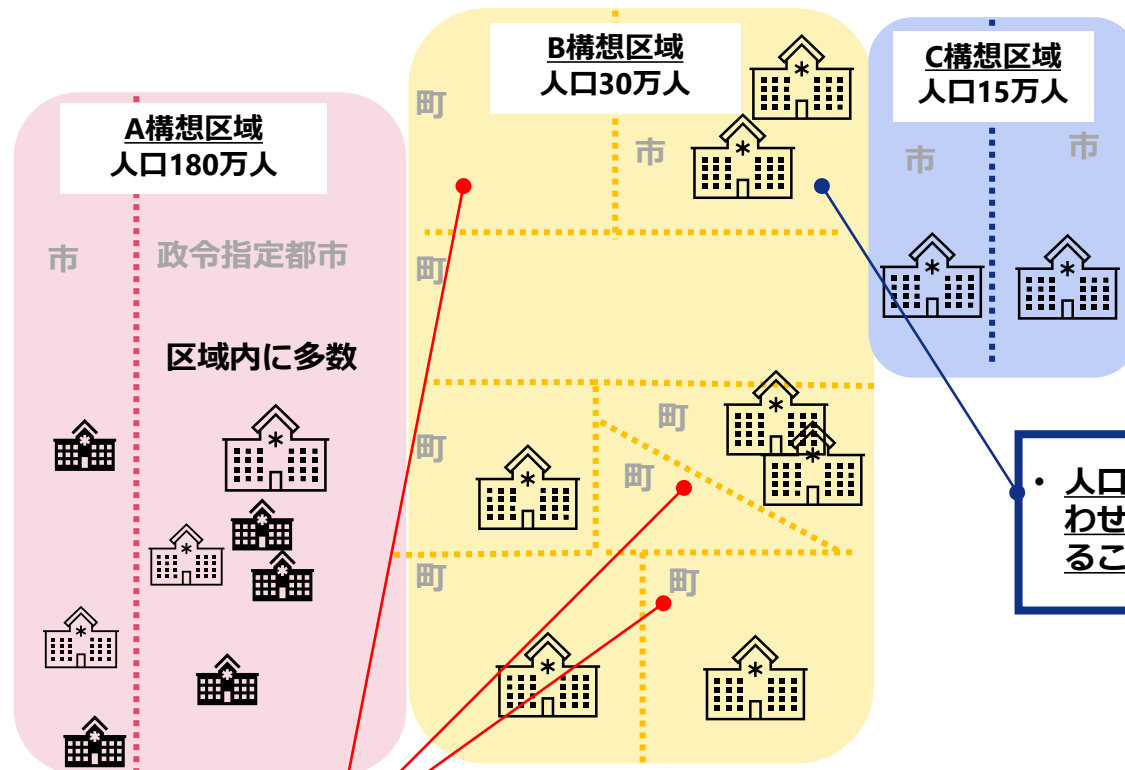 A構想区域
人口180万人
市
政令指定都市
区域内に多数
B構想区域
人口30万人
町
市
町
町
町
町
町
町
C構想区域
人口15万人
市
市
・ 人口
わせ
るこ